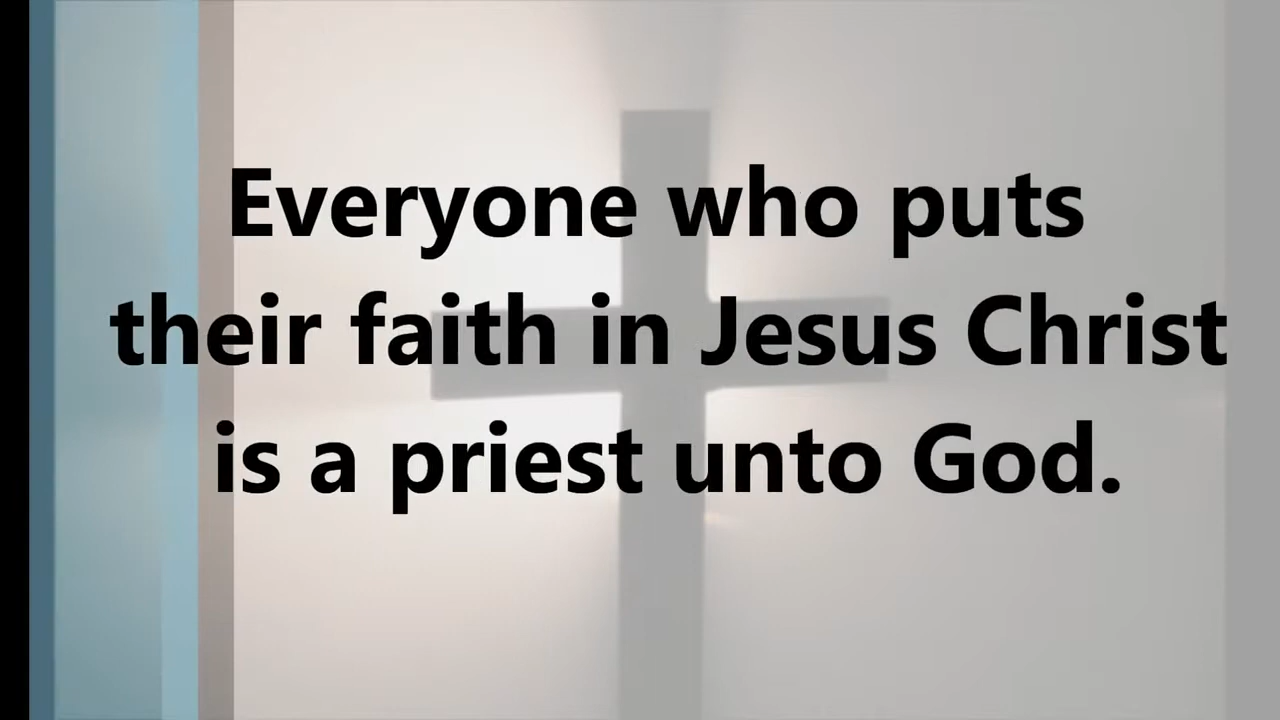 Everyone who puts
their faith in Jesus Christ
is a priest unto God.